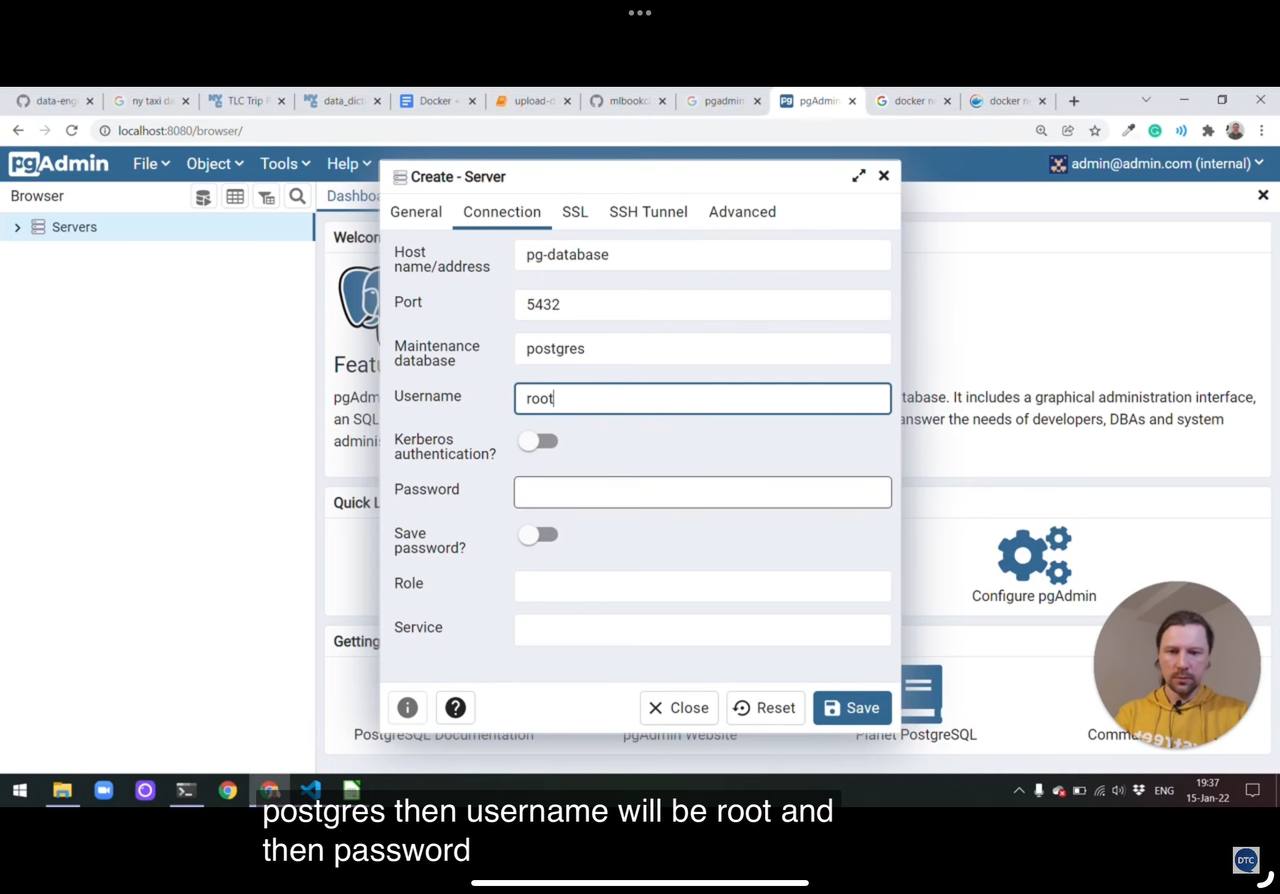 data-eng
ny taxi da
TLC Trip
data_dict
Docker
upload-d
mlbookc
pgadmin
pgAdmin
docker n
docker n
localhost:8080/browser/
pgAdmin
File
Object
Tools
Help
admin@admin.com (internal)
Browser
Dashbo
Servers
Create - Server
General
Connection
SSL
SSH Tunnel
Advanced
Host
name/address
pg-database
Port
5432
Maintenance
database
postgres
Username
root
Kerberos
authentication?
Password
Save
password?
Role
Service
Close
Reset
Save
Welcom
Featu
pgAdm
tabase. It includes a graphical administration interface,
an SQL
answer the needs of developers, DBAs and system
adminis
Quick L
Configure pgAdmin
Getting
PostgreSQL Documentation
pgAdmin Website
Planet PostgreSQL
Commu
ENG
19:37
15-Jan-22
postgres then username will be root and
then password
DTC